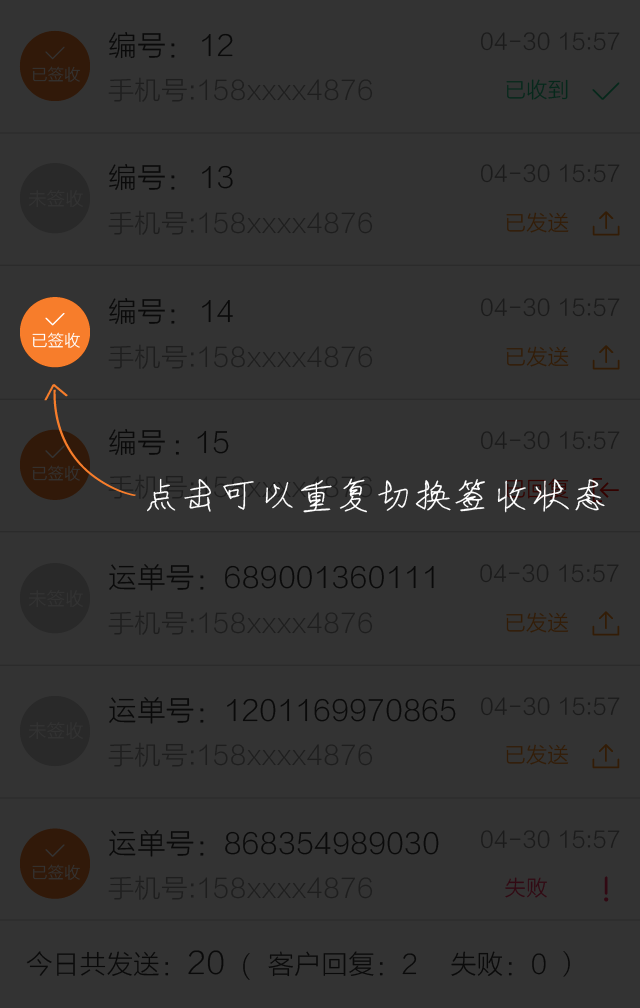 编号：12 04-30 15:57
已签收
手机号:158xxxx4876 已收到
编号：13 04-30 15:57
未签收
手机号:158xxxx4876 已发送
编号：14 04-30 15:57
已签收
手机号:158xxxx4876 已发送
编号：15 04-30 15:57
已签收
手机号:158xxxx4876 已回复
点击可以重复切换签收状态
运单号：689001360111 04-30 15:57
未签收
手机号:158xxxx4876 已发送
运单号：1201169970865 04-30 15:57
未签收
手机号:158xxxx4876 已发送
运单号：868354989030 04-30 15:57
已签收
手机号:158xxxx4876 失败
今日共发送：20（客户回复：2 失败：0）